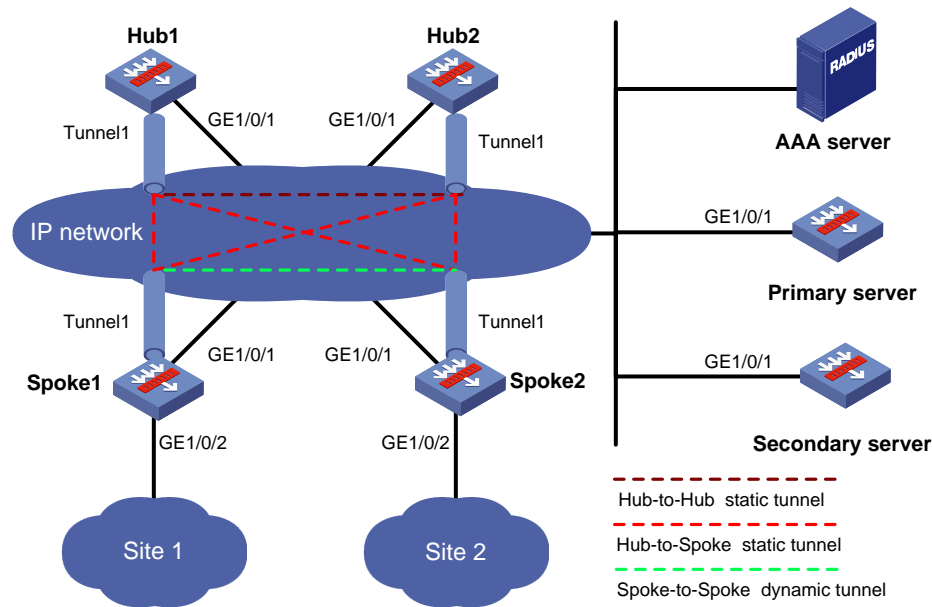 Hub1
Hub2
RADIUS
AAA server
GE1/0/1
GE1/0/1
Tunnel1
Tunnel1
IP network
GE1/0/1
Primary server
Tunnel1
Tunnel1
GE1/0/1
GE1/0/1
GE1/0/1
Spoke1
Spoke2
Secondary server
GE1/0/2
GE1/0/2
Site 1
Site 2
Hub-to-Hub static tunnel
Hub-to-Spoke static tunnel
Spoke-to-Spoke dynamic tunnel